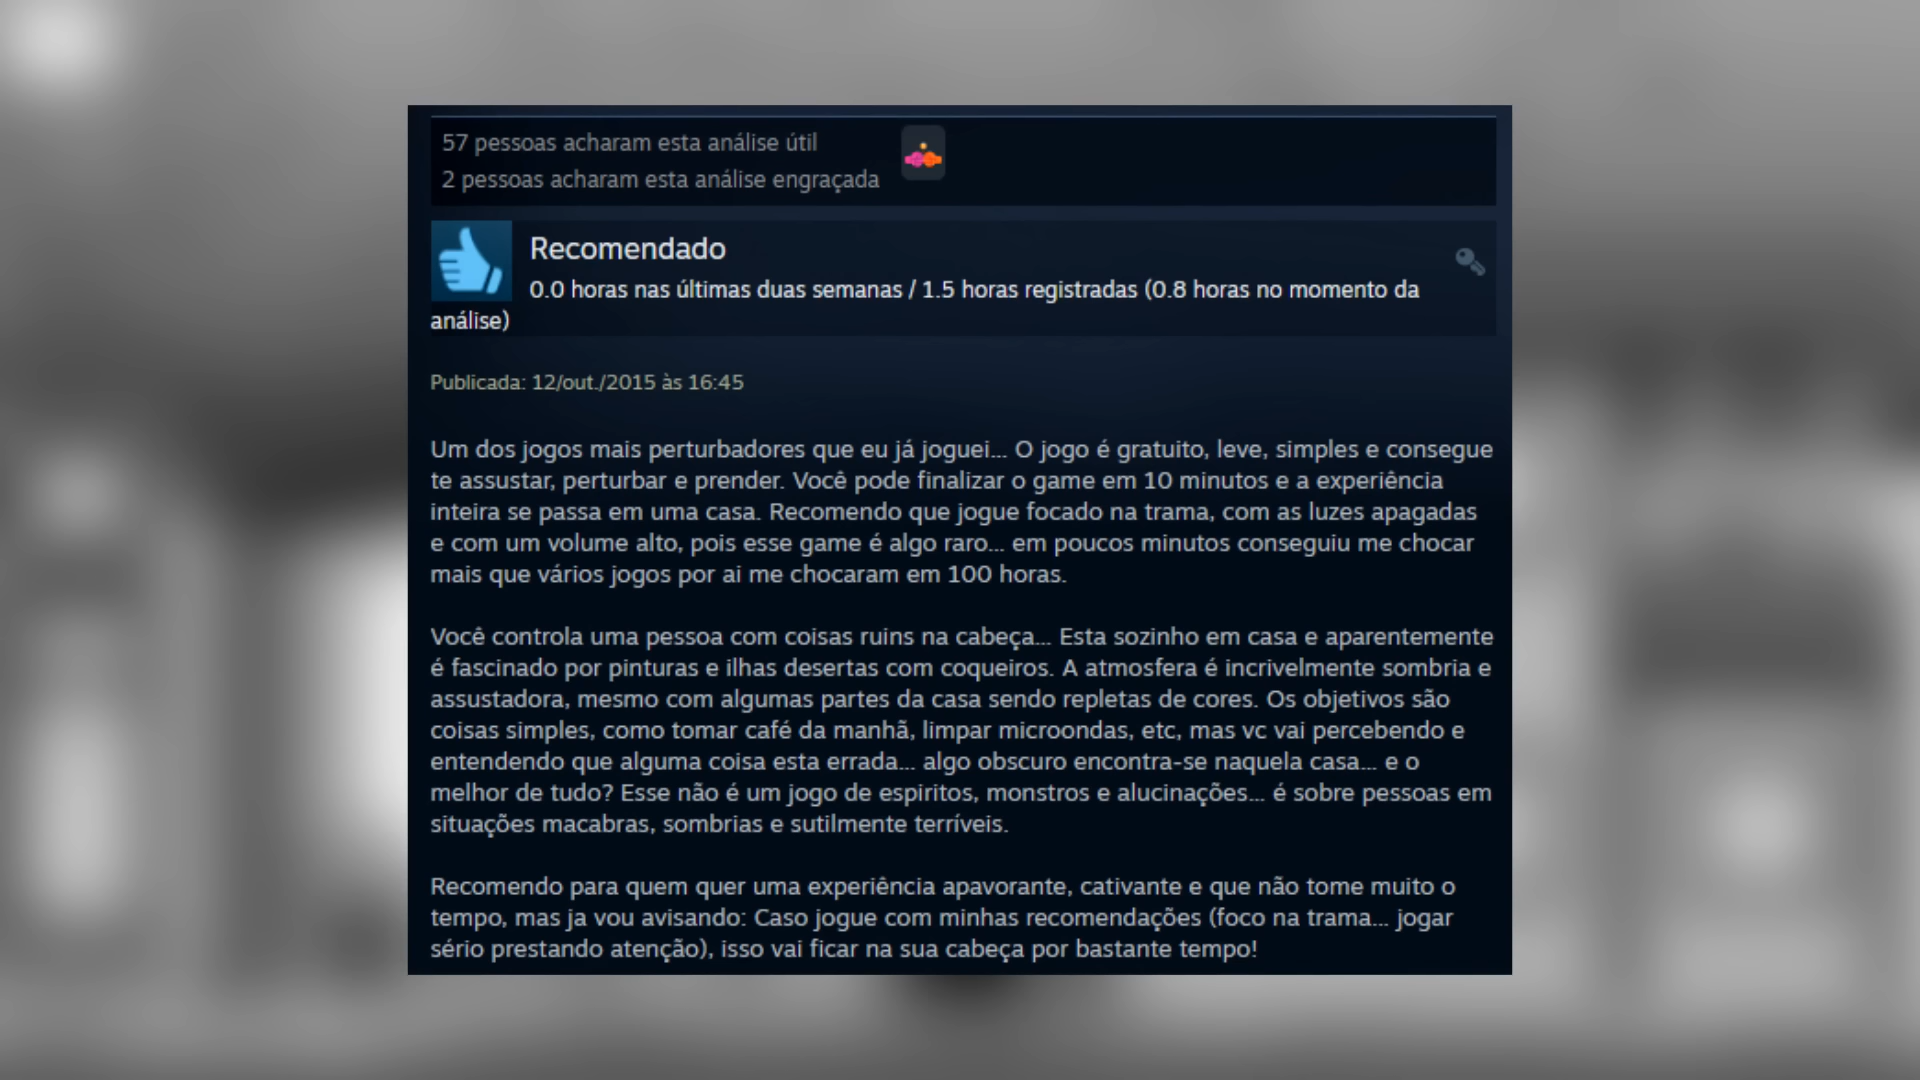 57 pessoas acharam esta análise útil
2 pessoas acharam esta análise engraçada
Recomendado
0.0 horas nas últimas duas semanas / 1.5 horas registradas (0.8 horas no momento da
análise)
Publicada: 12/out./2015 às 16:45
Um dos jogos mais perturbadores que eu já joguei... O jogo é gratuito, leve, simples e consegue
te assustar, perturbar e prender. Você pode finalizar o game em 10 minutos e a experiência
inteira se passa em uma casa. Recomendo que jogue focado na trama, com as luzes apagadas
e com um volume alto, pois esse game é algo raro... em poucos minutos conseguiu me chocar
mais que vários jogos por ai me chocaram em 100 horas.
Você controla uma pessoa com coisas ruins na cabeça... Esta sozinho em casa e aparentemente
é fascinado por pinturas e ilhas desertas com coqueiros. A atmosfera é incrivelmente sombria e
assustadora, mesmo com algumas partes da casa sendo repletas de cores. Os objetivos são
coisas simples, como tomar café da manhã, limpar microondas, etc, mas vc vai percebendo e
entendendo que alguma coisa esta errada... algo obscuro encontra-se naquela casa... e o
melhor de tudo? Esse não é um jogo de espiritos, monstros e alucinações... é sobre pessoas em
situações macabras, sombrias e sutilmente terríveis.
Recomendo para quem quer uma experiência apavorante, cativante e que não tome muito o
tempo, mas ja vou avisando: Caso jogue com minhas recomendações (foco na trama... jogar
sério prestando atenção), isso vai ficar na sua cabeça por bastante tempo!